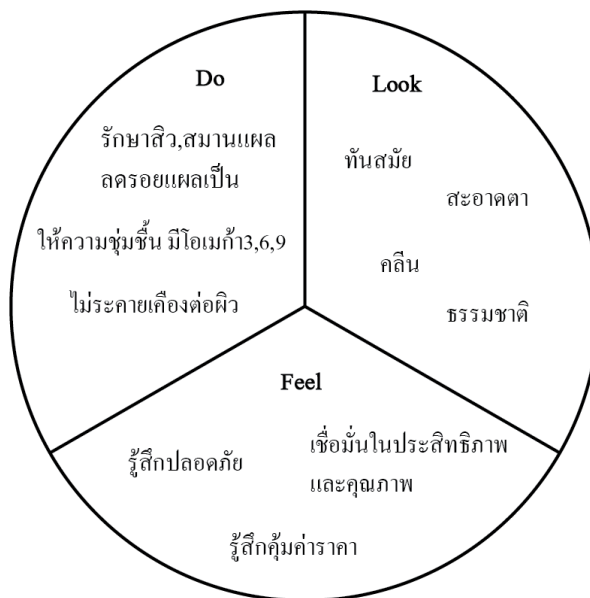 Do
รักษาสิว,สมานแผล
ลดรอยแผลเป็น
ให้ความชุ่มชื้น มีโอเมก้า3,6,9
ไม่ระคายเคืองต่อผิว
Look
ทันสมัย
สะอาดตา
คลีน
ธรรมชาติ
Feel
รู้สึกปลอดภัย
เชื่อมั่นในประสิทธิภาพ
และคุณภาพ
รู้สึกคุ้มค่าราคา